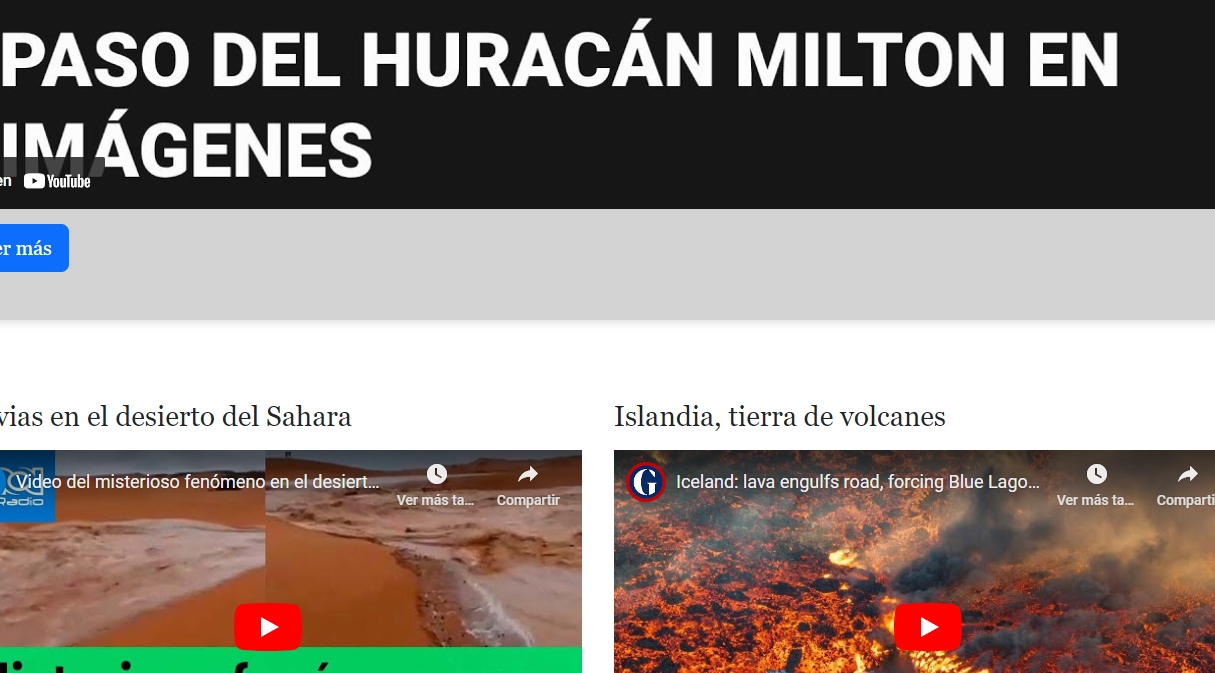 PASO DEL HURACÁN MILTON EN
IMÁGENES
en YouTube
er más
vias en el desierto del Sahara
Islandia, tierra de volcanes
Radio
Video del misterioso fenómeno en el desiert...
Ver más ta...
Compartir
G
Iceland: lava engulfs road, forcing Blue Lago...
Ver más ta...
Comparti